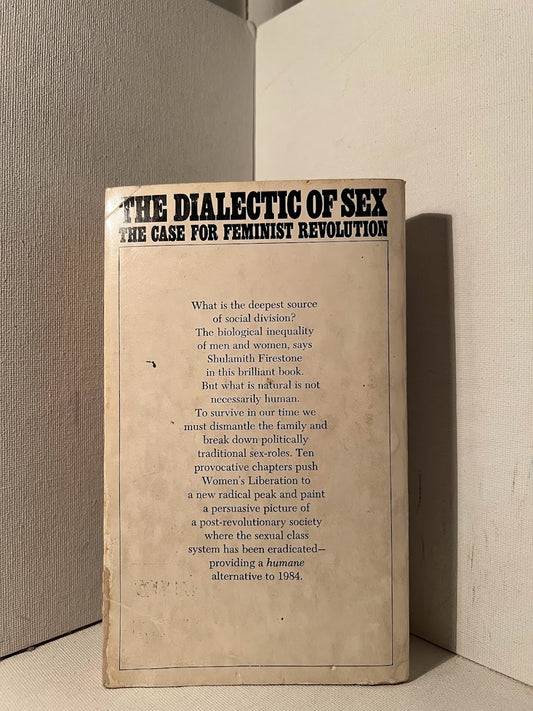 THE DIALECTIC OF SEX
THE CASE FOR FEMINIST REVOLUTION
What is the deepest source
of social division?
The biological inequality
of men and women, says
Shulamith Firestone
in this brilliant book.
But what is natural is not
necessarily human.
To survive in our time we
must dismantle the family and
break down politically
traditional sex-roles. Ten
provocative chapters push
Women's Liberation to
a new radical peak and paint
a persuasive picture of
a post-revolutionary society
where the sexual class
system has been eradicated—
providing a humane
alternative to 1984.